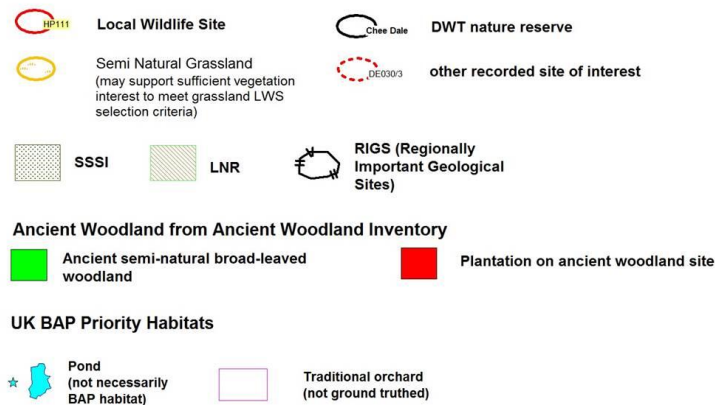 HP111
Local Wildlife Site
Chee Dale
DWT nature reserve
Semi Natural Grassland
(may support sufficient vegetation
interest to meet grassland LWS
selection criteria)
DE030/3
other recorded site of interest
SSSI
LNR
RIGS (Regionally
Important Geological
Sites)
Ancient Woodland from Ancient Woodland Inventory
Ancient semi-natural broad-leaved
woodland
Plantation on ancient woodland site
UK BAP Priority Habitats
Pond
(not necessarily
BAP habitat)
Traditional orchard
(not ground truthed)